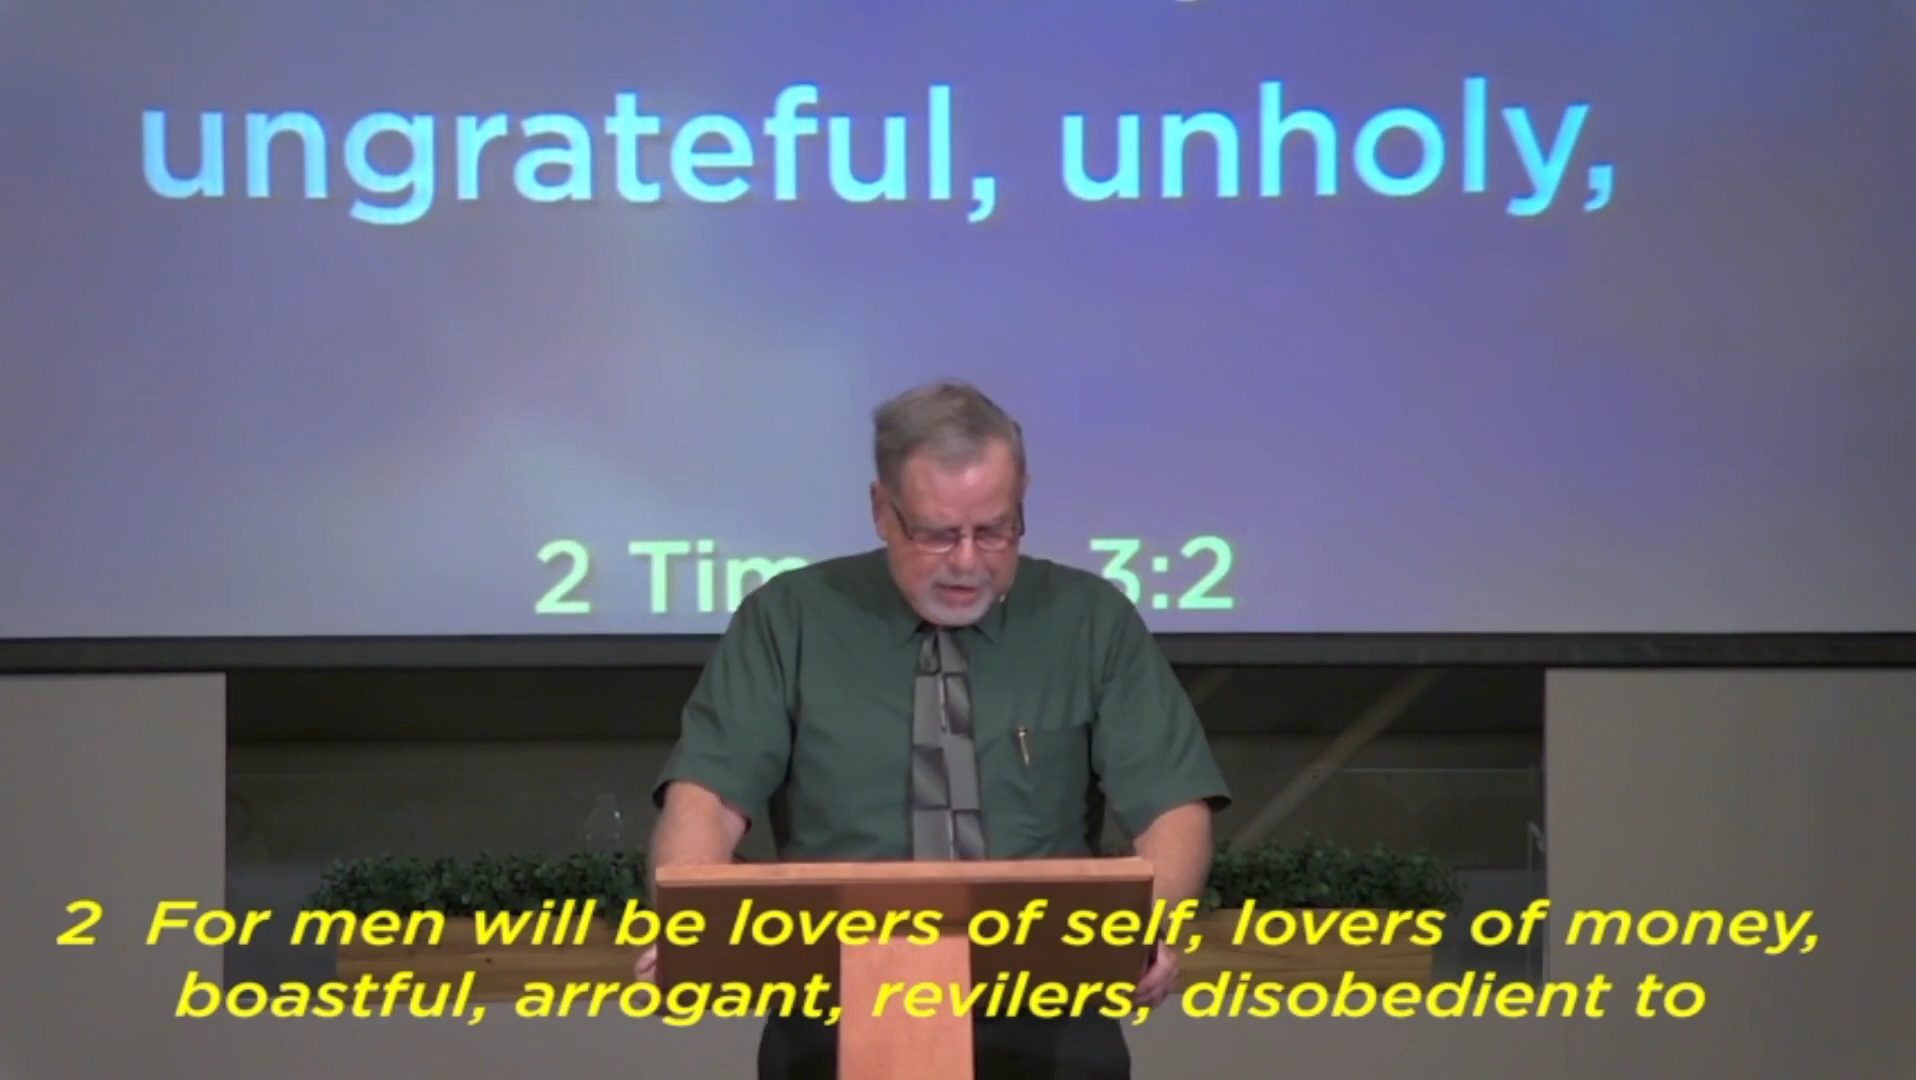 ungrateful, unholy,
2 Tim 3:2
2 For men will be lovers of self, lovers of money,
boastful, arrogant, revilers, disobedient to